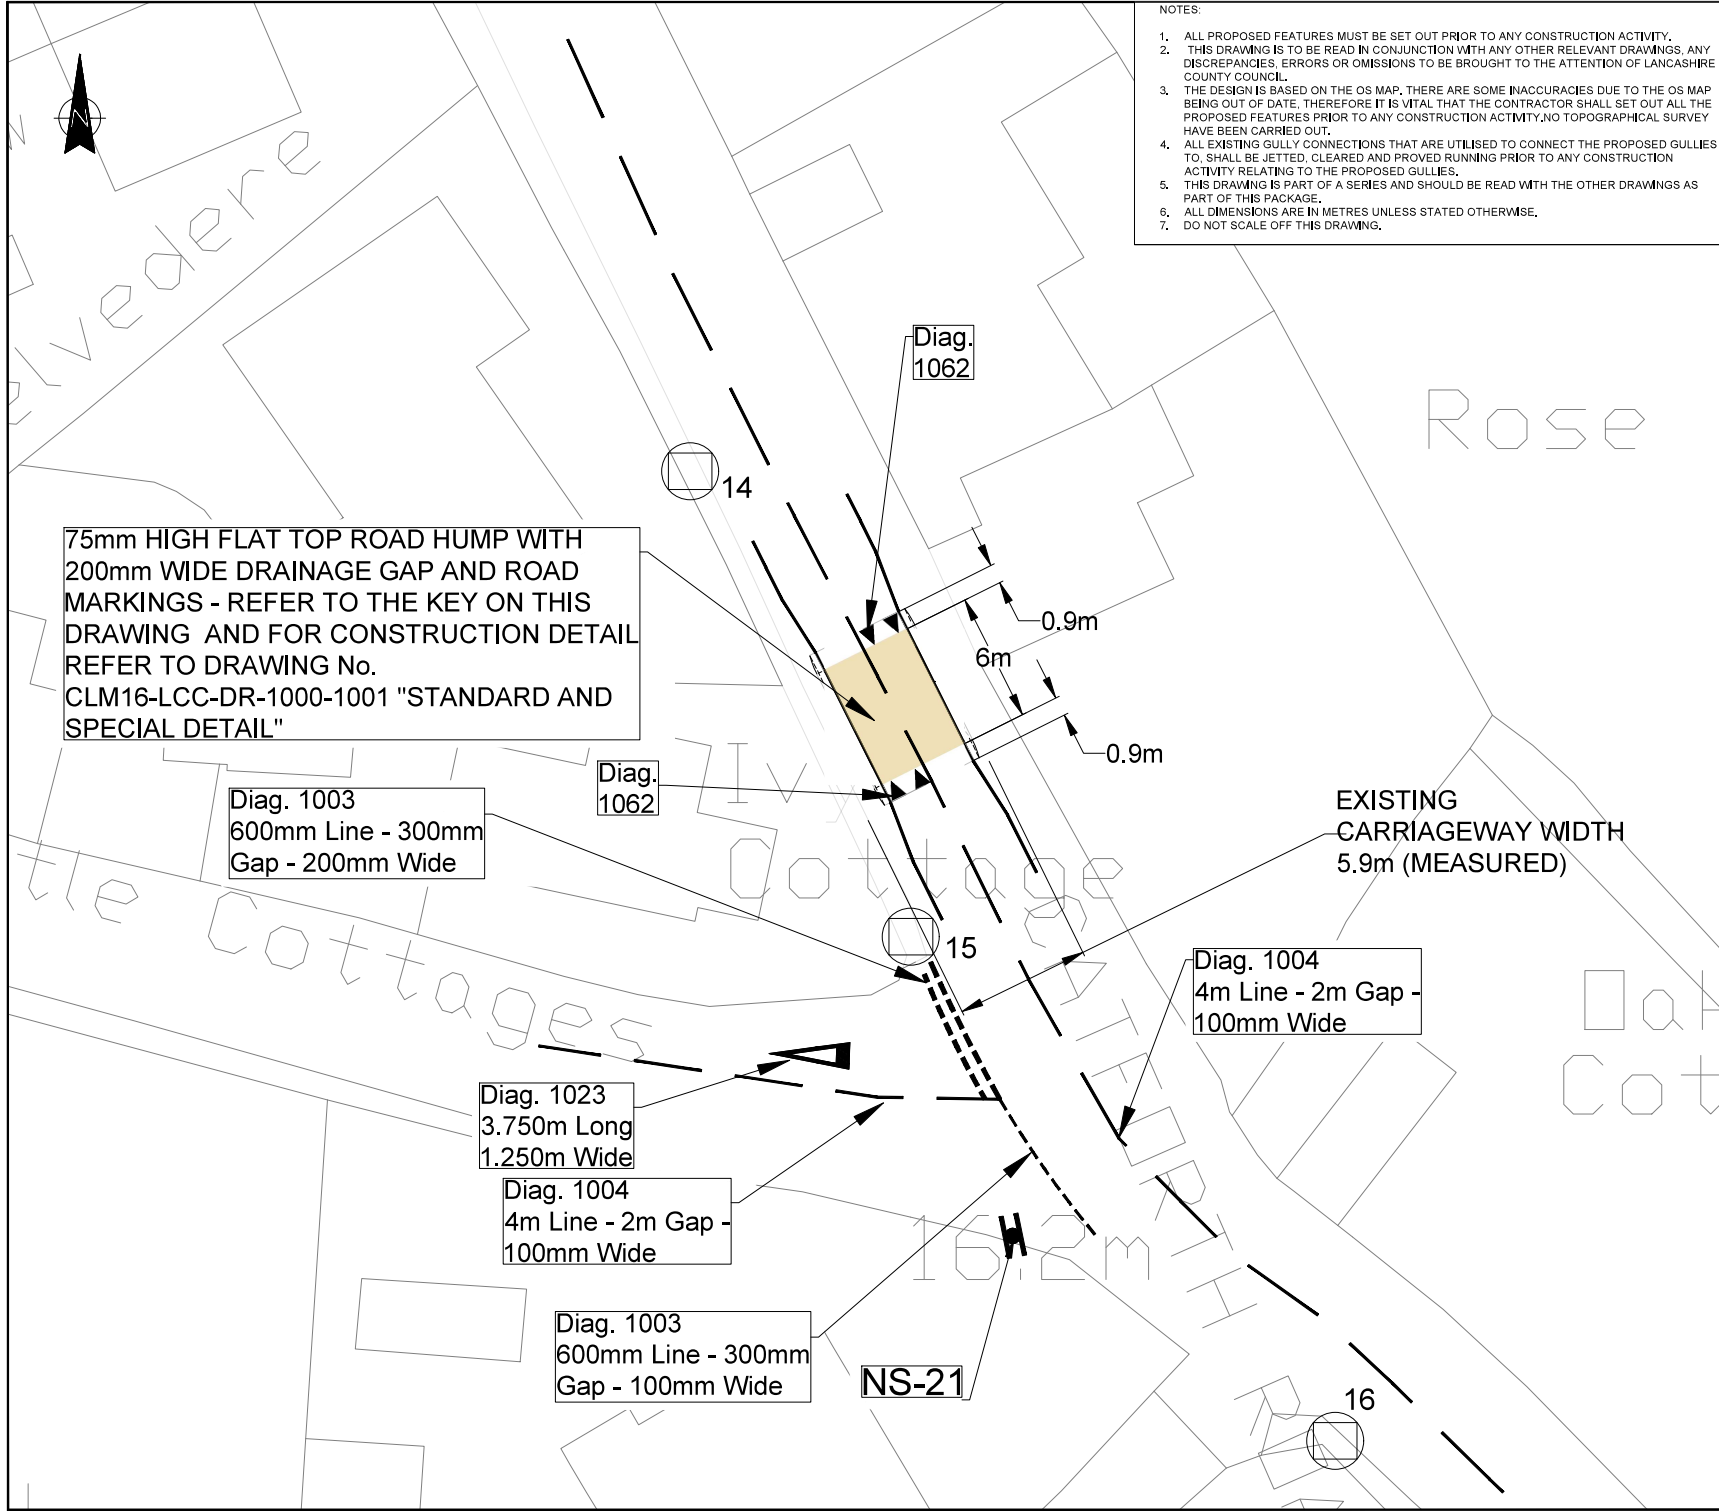 NOTES:
1. ALL PROPOSED FEATURES MUST BE SET OUT PRIOR TO ANY CONSTRUCTION ACTIVITY.
2. THIS DRAWING IS TO BE READ IN CONJUNCTION WITH ANY OTHER RELEVANT DRAWINGS, ANY
DISCREPANCIES, ERRORS OR OMISSIONS TO BE BROUGHT TO THE ATTENTION OF LANCASHIRE
COUNTY COUNCIL.
3. THE DESIGN IS BASED ON THE OS MAP. THERE ARE SOME INACCURACIES DUE TO THE OS MAP
BEING OUT OF DATE, THEREFORE IT IS VITAL THAT THE CONTRACTOR SHALL SET OUT ALL THE
PROPOSED FEATURES PRIOR TO ANY CONSTRUCTION ACTIVITY.NO TOPOGRAPHICAL SURVEY
HAVE BEEN CARRIED OUT.
4. ALL EXISTING GULLY CONNECTIONS THAT ARE UTILISED TO CONNECT THE PROPOSED GULLIES
TO, SHALL BE JETTED, CLEARED AND PROVED RUNNING PRIOR TO ANY CONSTRUCTION
ACTIVITY RELATING TO THE PROPOSED GULLIES.
5. THIS DRAWING IS PART OF A SERIES AND SHOULD BE READ WITH THE OTHER DRAWINGS AS
PART OF THIS PACKAGE.
6. ALL DIMENSIONS ARE IN METRES UNLESS STATED OTHERWISE.
7. DO NOT SCALE OFF THIS DRAWING.
N
elvedere
Diag.
1062
Rose
14
75mm HIGH FLAT TOP ROAD HUMP WITH
200mm WIDE DRAINAGE GAP AND ROAD
MARKINGS - REFER TO THE KEY ON THIS
DRAWING AND FOR CONSTRUCTION DETAIL
REFER TO DRAWING No.
CLM16-LCC-DR-1000-1001 "STANDARD AND
SPECIAL DETAIL"
0.9m
6m
0.9m
Diag.
1062
Ivy
Cottage
Diag. 1003
600mm Line - 300mm
Gap - 200mm Wide
EXISTING
CARRIAGEWAY WIDTH
5.9m (MEASURED)
tle Cottages
15
Diag. 1004
4m Line - 2m Gap -
100mm Wide
Oak
Cot
Diag. 1023
3.750m Long
1.250m Wide
Diag. 1004
4m Line - 2m Gap -
100mm Wide
16.2m
Diag. 1003
600mm Line - 300mm
Gap - 100mm Wide
NS-21
16